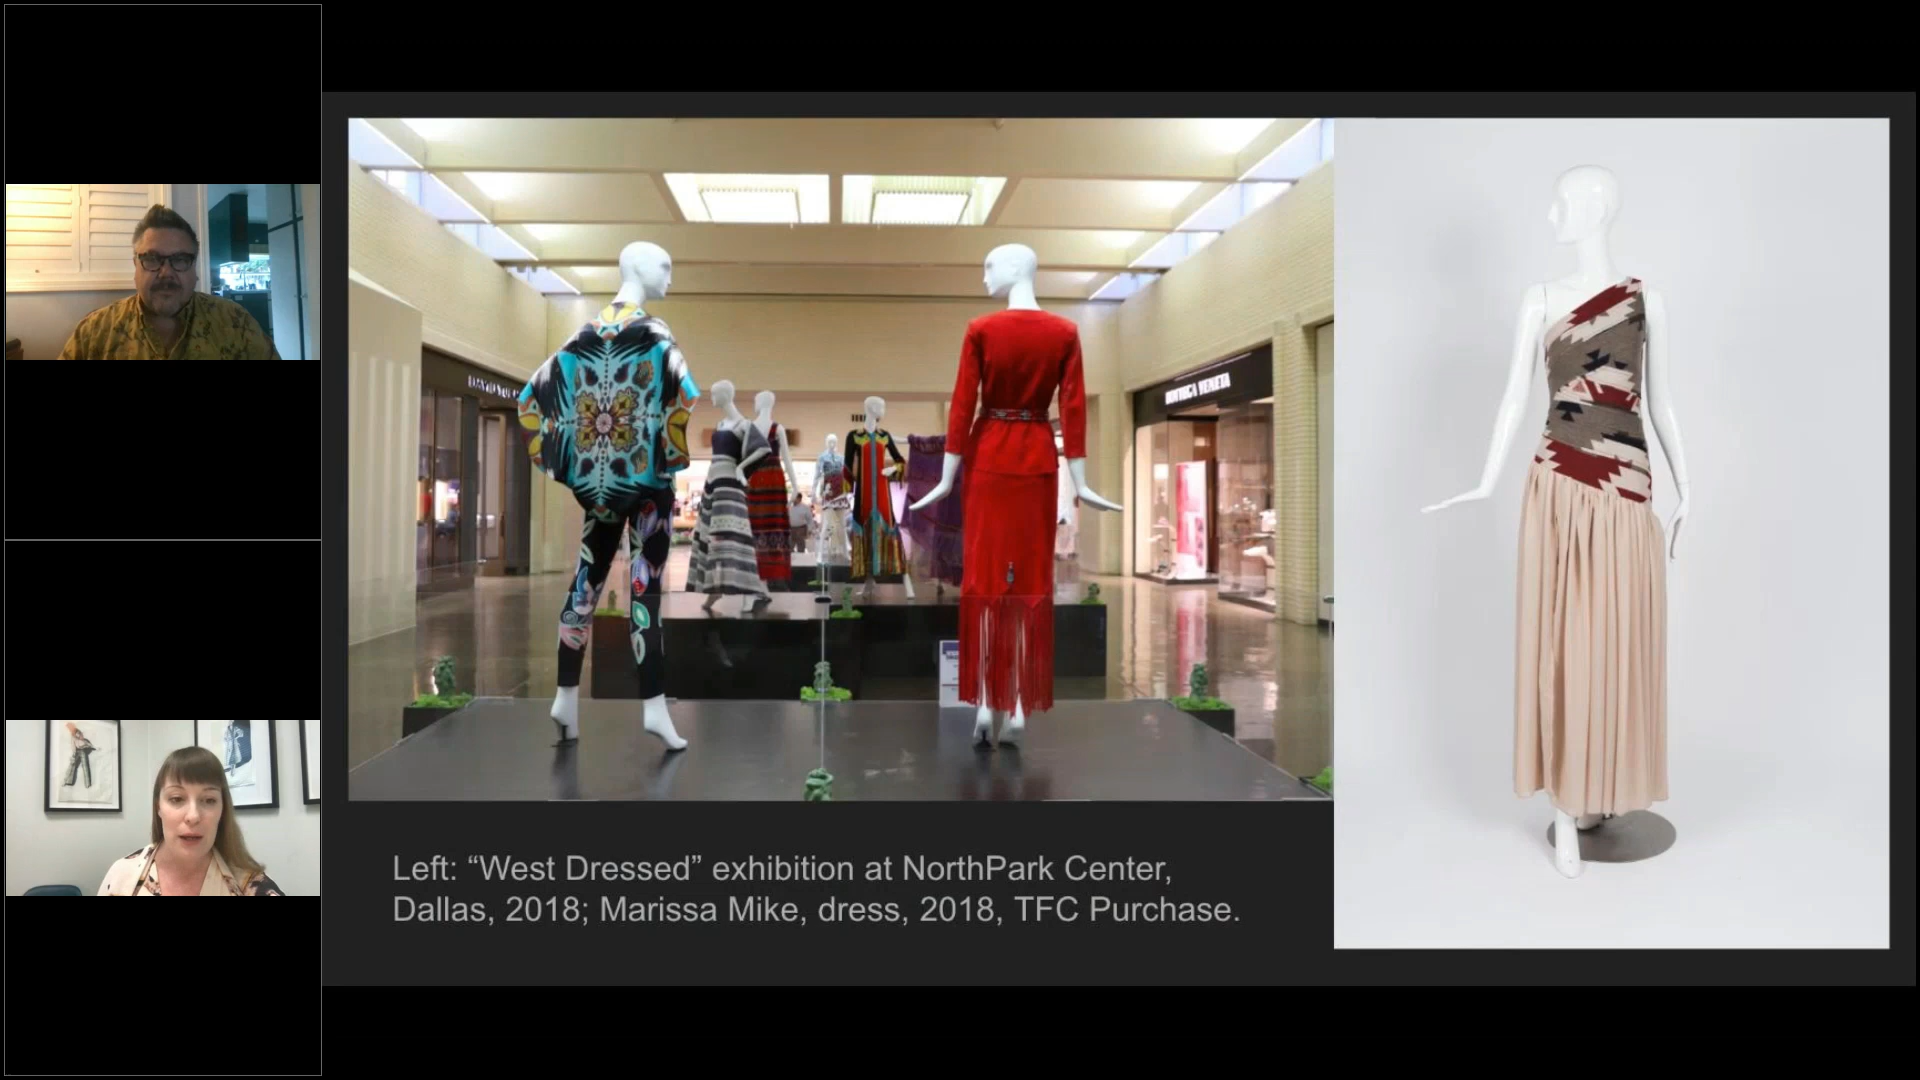 BOTTEGA VENETA
Left: “West Dressed” exhibition at NorthPark Center,
Dallas, 2018; Marissa Mike, dress, 2018, TFC Purchase.